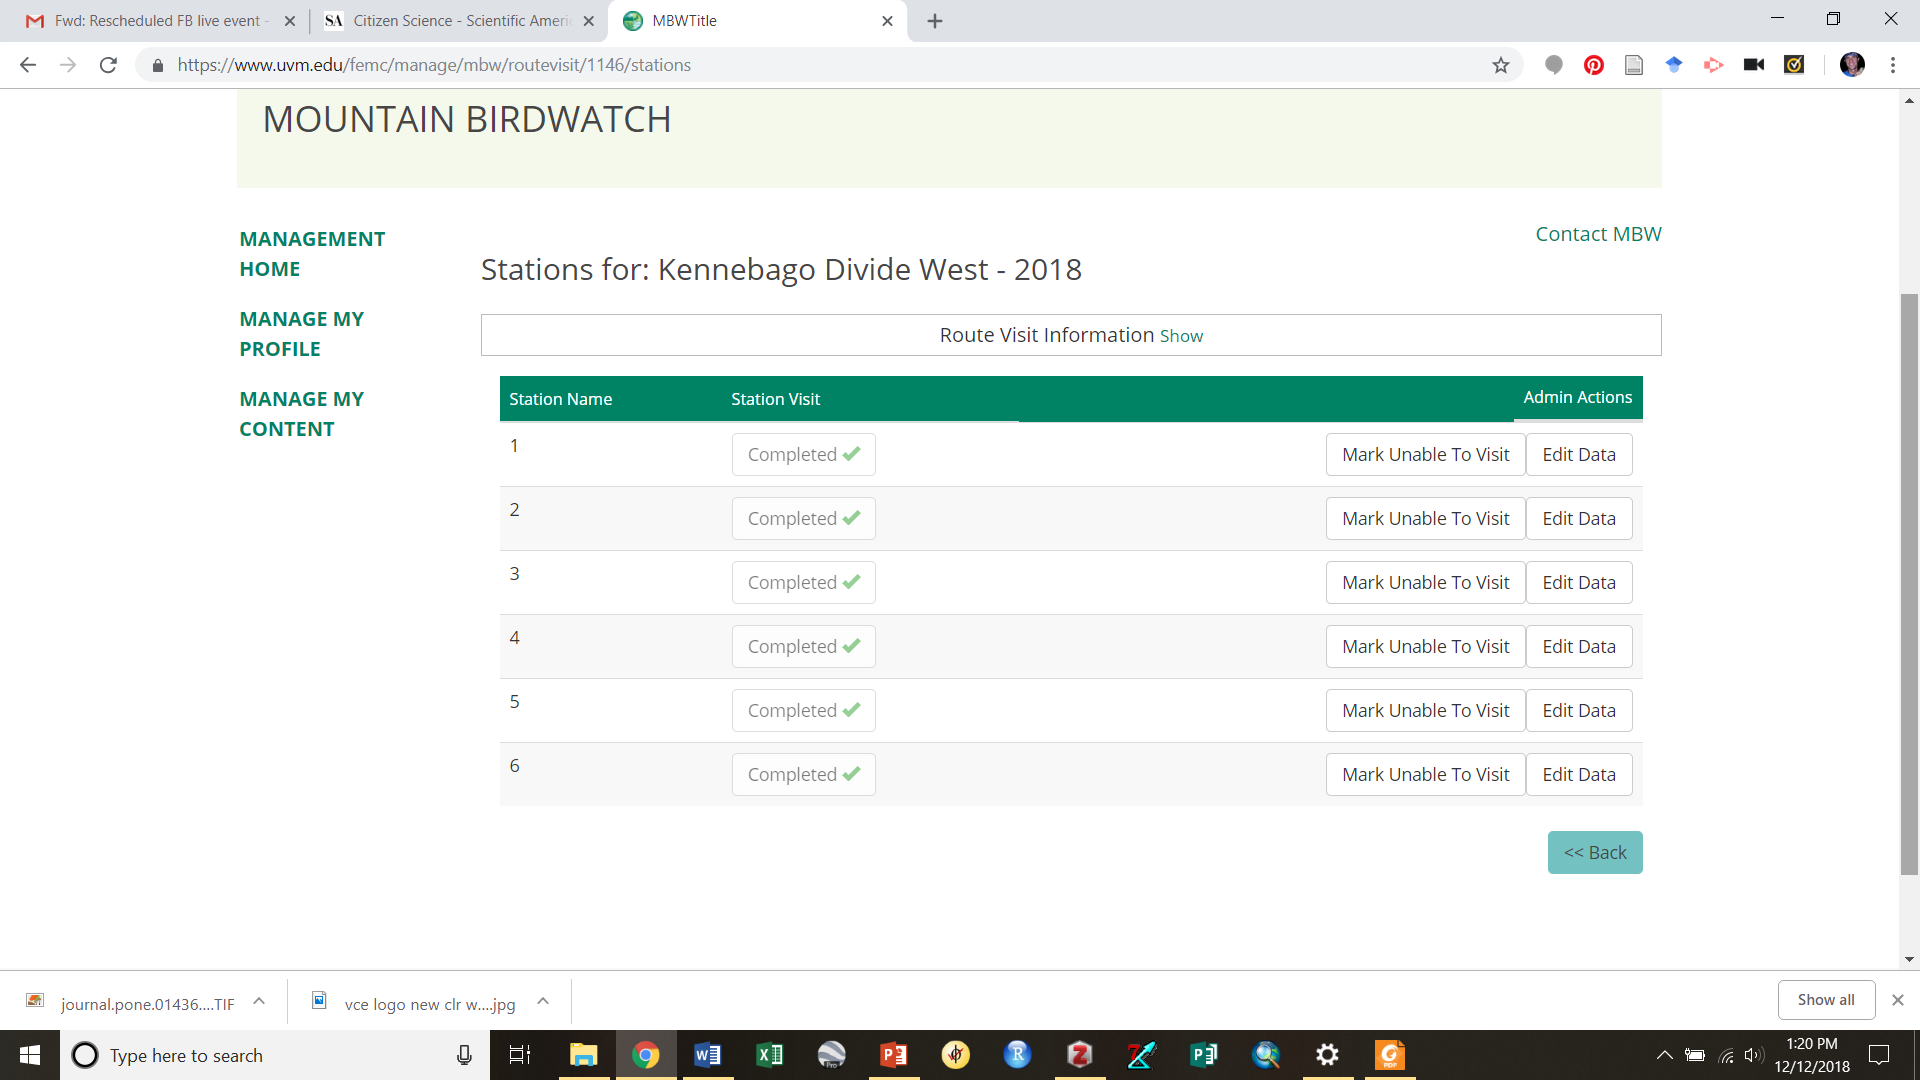 Fwd: Rescheduled FB live event -
SA Citizen Science - Scientific Americ
MBWTitle
https://www.uvm.edu/femc/manage/mbw/routevisit/1146/stations
MOUNTAIN BIRDWATCH
MANAGEMENT
HOME
MANAGE MY
PROFILE
MANAGE MY
CONTENT
Contact MBW
Stations for: Kennebago Divide West - 2018
Route Visit Information Show
Station Name Station Visit Admin Actions
1 Completed Mark Unable To Visit Edit Data
2 Completed Mark Unable To Visit Edit Data
3 Completed Mark Unable To Visit Edit Data
4 Completed Mark Unable To Visit Edit Data
5 Completed Mark Unable To Visit Edit Data
6 Completed Mark Unable To Visit Edit Data
<< Back
journal.pone.01436....TIF
vce logo new clr w....jpg
Show all
Type here to search
1:20 PM
12/12/2018